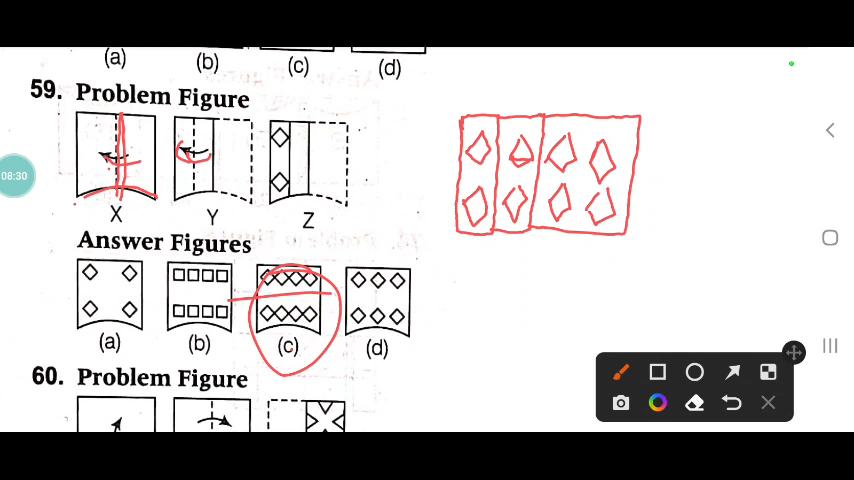 (a) (b) (c) (d)
59. Problem Figure
08:30
X Y Z
Answer Figures
(a) (b) (c) (d)
60. Problem Figure